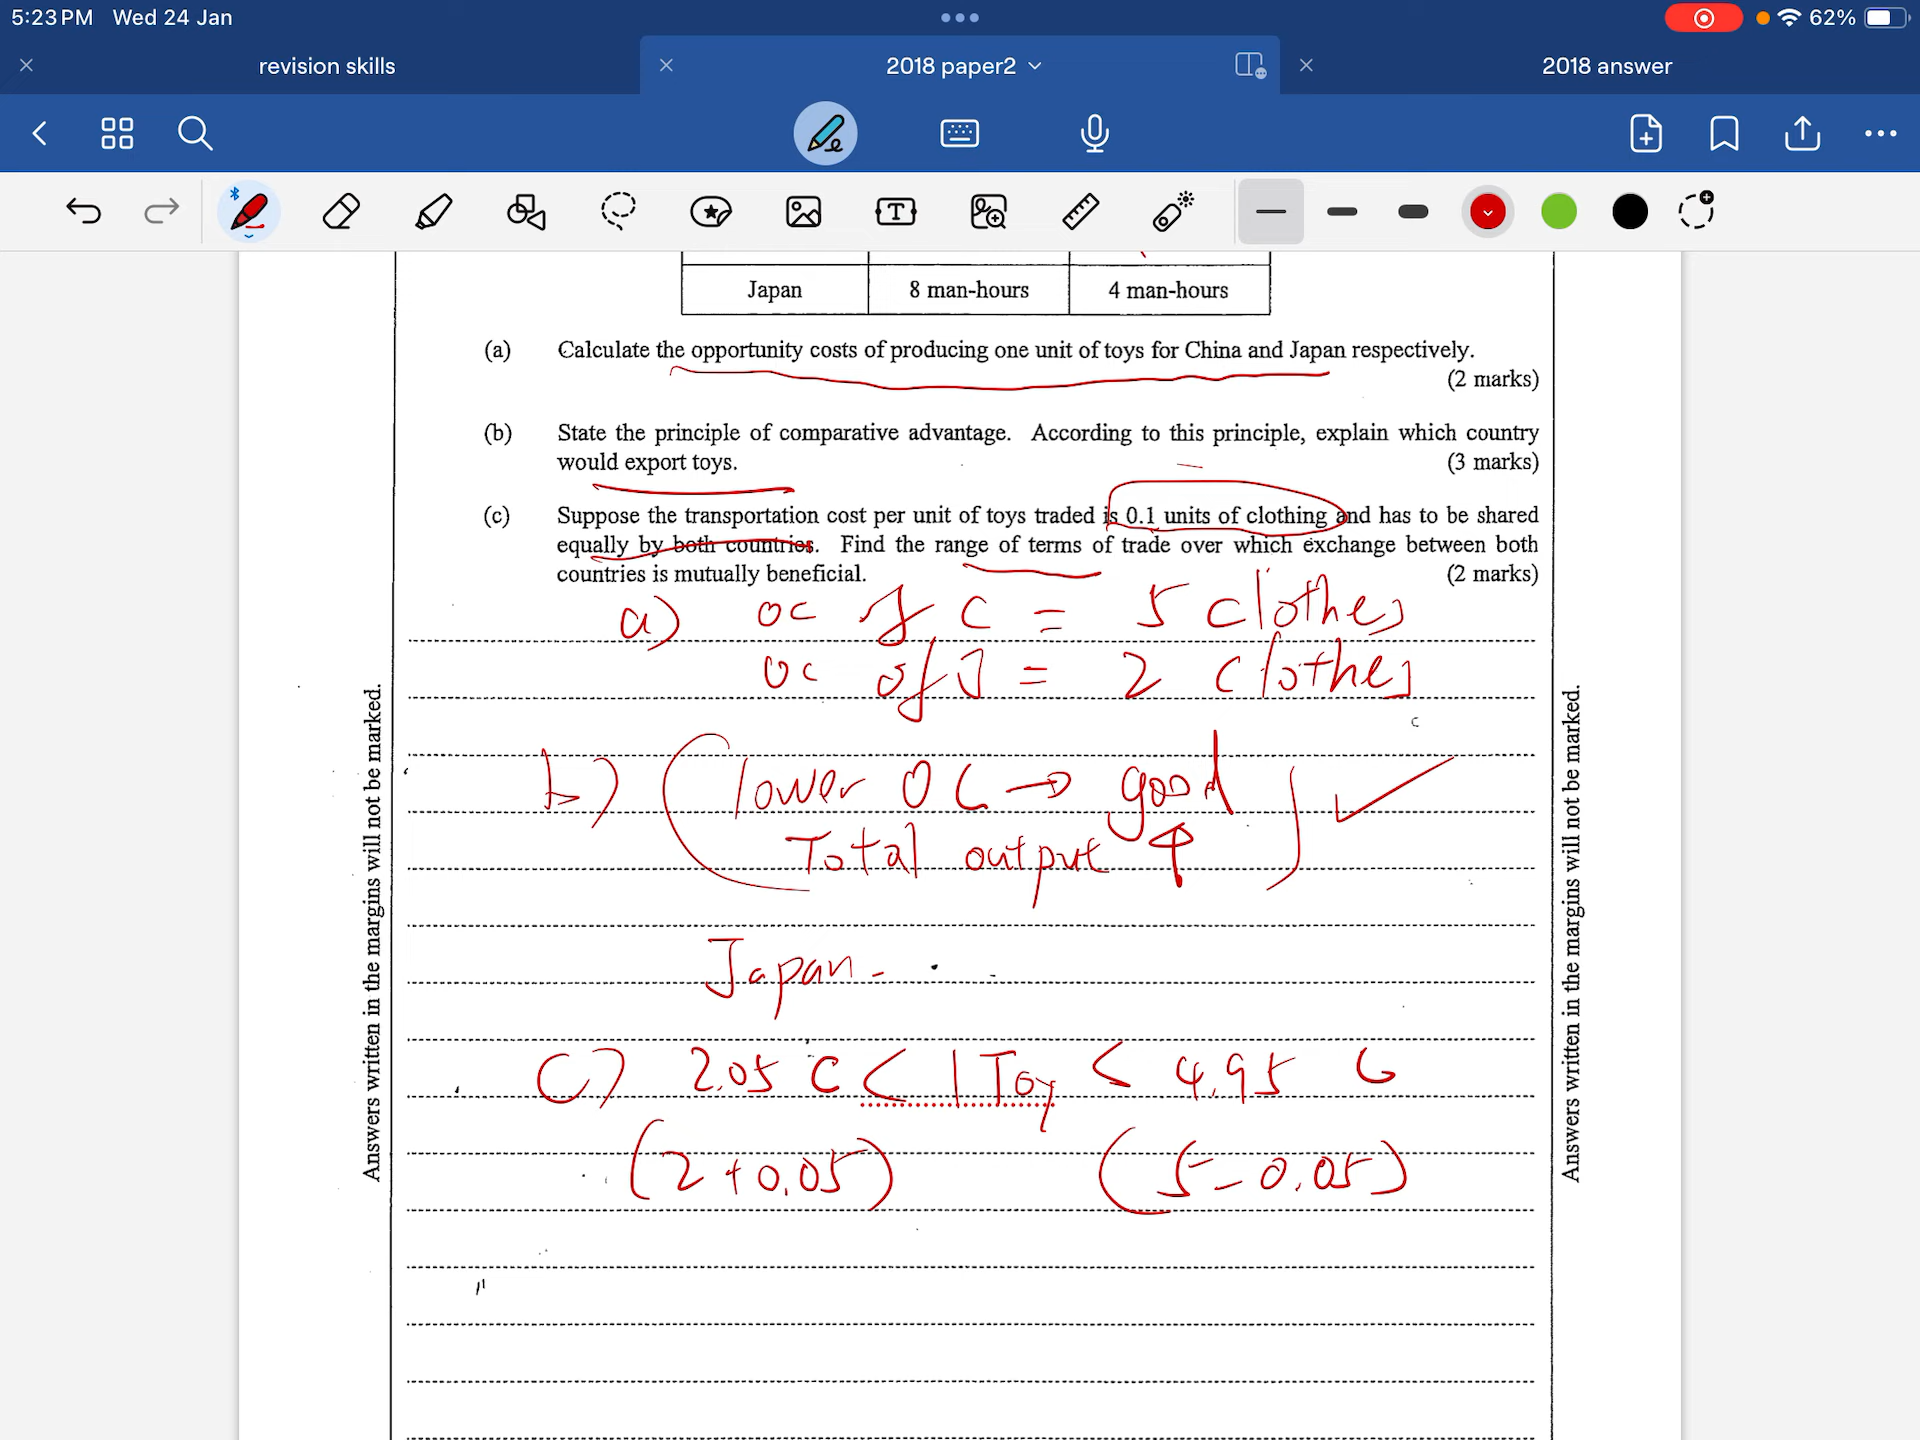 5:23 PM Wed 24 Jan
62%
revision skills
2018 paper2
2018 answer
Japan 8 man-hours 4 man-hours
(a) Calculate the opportunity costs of producing one unit of toys for China and Japan respectively.
(2 marks)
(b) State the principle of comparative advantage. According to this principle, explain which country
would export toys. (3 marks)
(c) Suppose the transportation cost per unit of toys traded is 0.1 units of clothing and has to be shared
equally by both countries. Find the range of terms of trade over which exchange between both
countries is mutually beneficial. (2 marks)
a) oc of C = 5 clothes
oc of J = 2 clothes
b) (lower OC → good
Total output ↑) ✓
Japan.
C) 2.05 C < 1 Toy < 4.95 C
(2 + 0.05) (5 - 0.05)
Answers written in the margins will not be marked.
Answers written in the margins will not be marked.